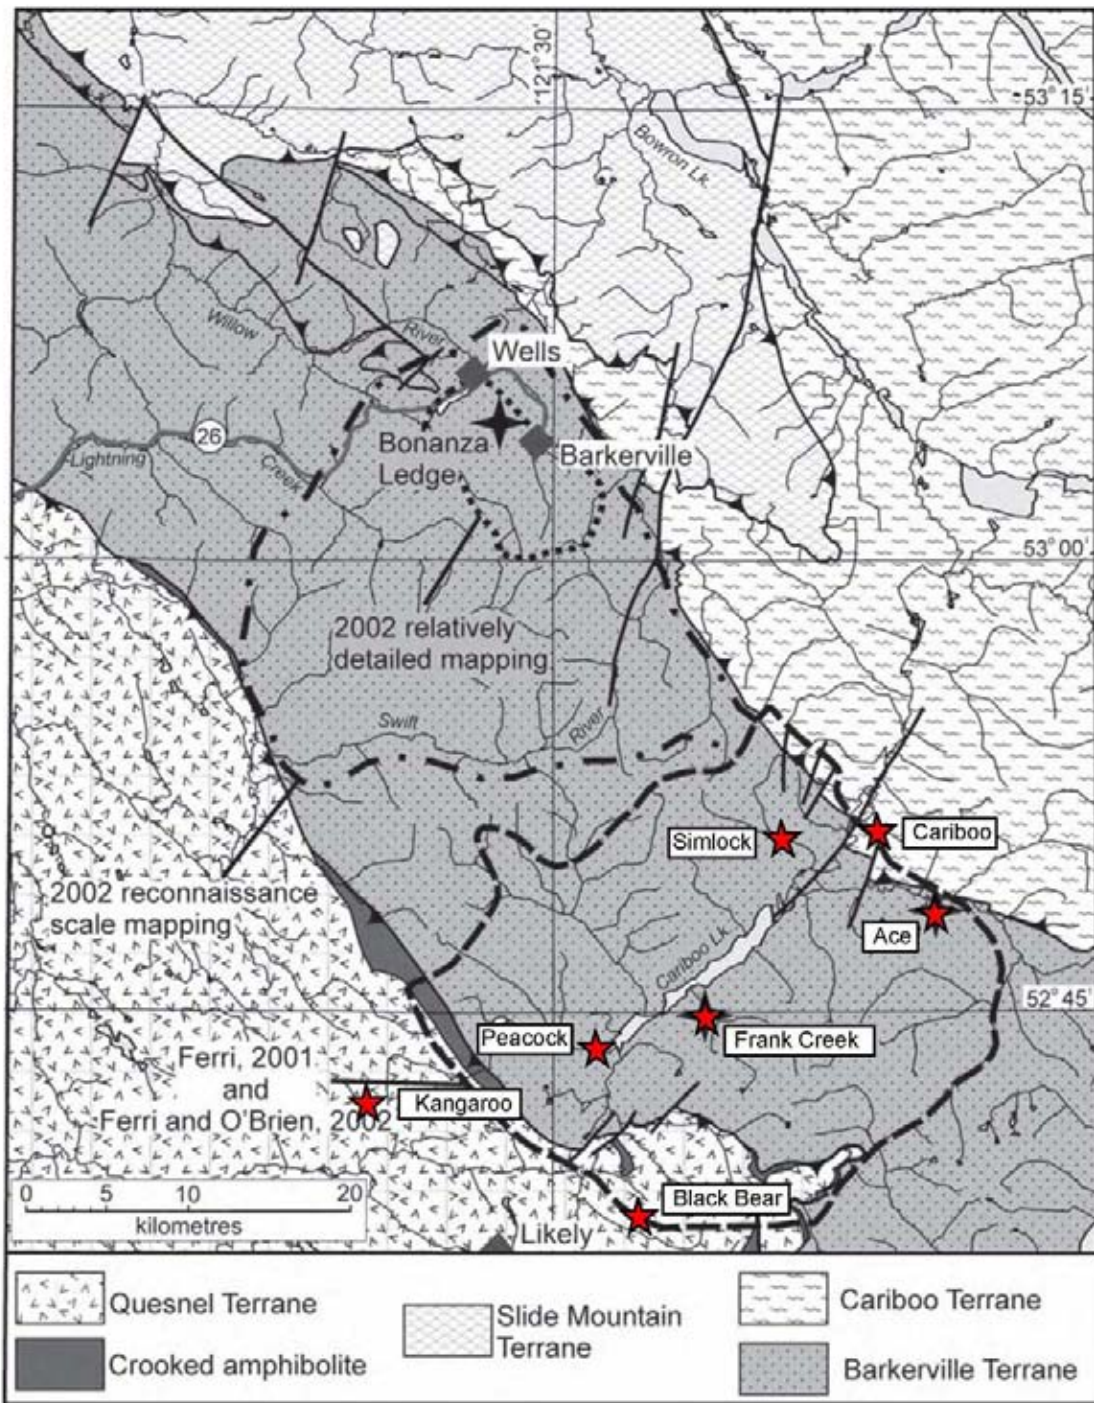 121° 30'
53° 15'
Bowron Lk.
Willow
River
Wells
26
Lightning
Creek
Bonanza
Ledge
Barkerville
53° 00'
2002 relatively
detailed mapping
Swift
River
2002 reconnaissance
scale mapping
Simlock
Cariboo
Ace
Cariboo Lk.
52° 45'
Peacock
Frank Creek
Ferri, 2001
and
Ferri and O'Brien, 2002
Kangaroo
Black Bear
Likely
0 5 10 20
kilometres
Quesnel Terrane
Crooked amphibolite
Slide Mountain
Terrane
Cariboo Terrane
Barkerville Terrane